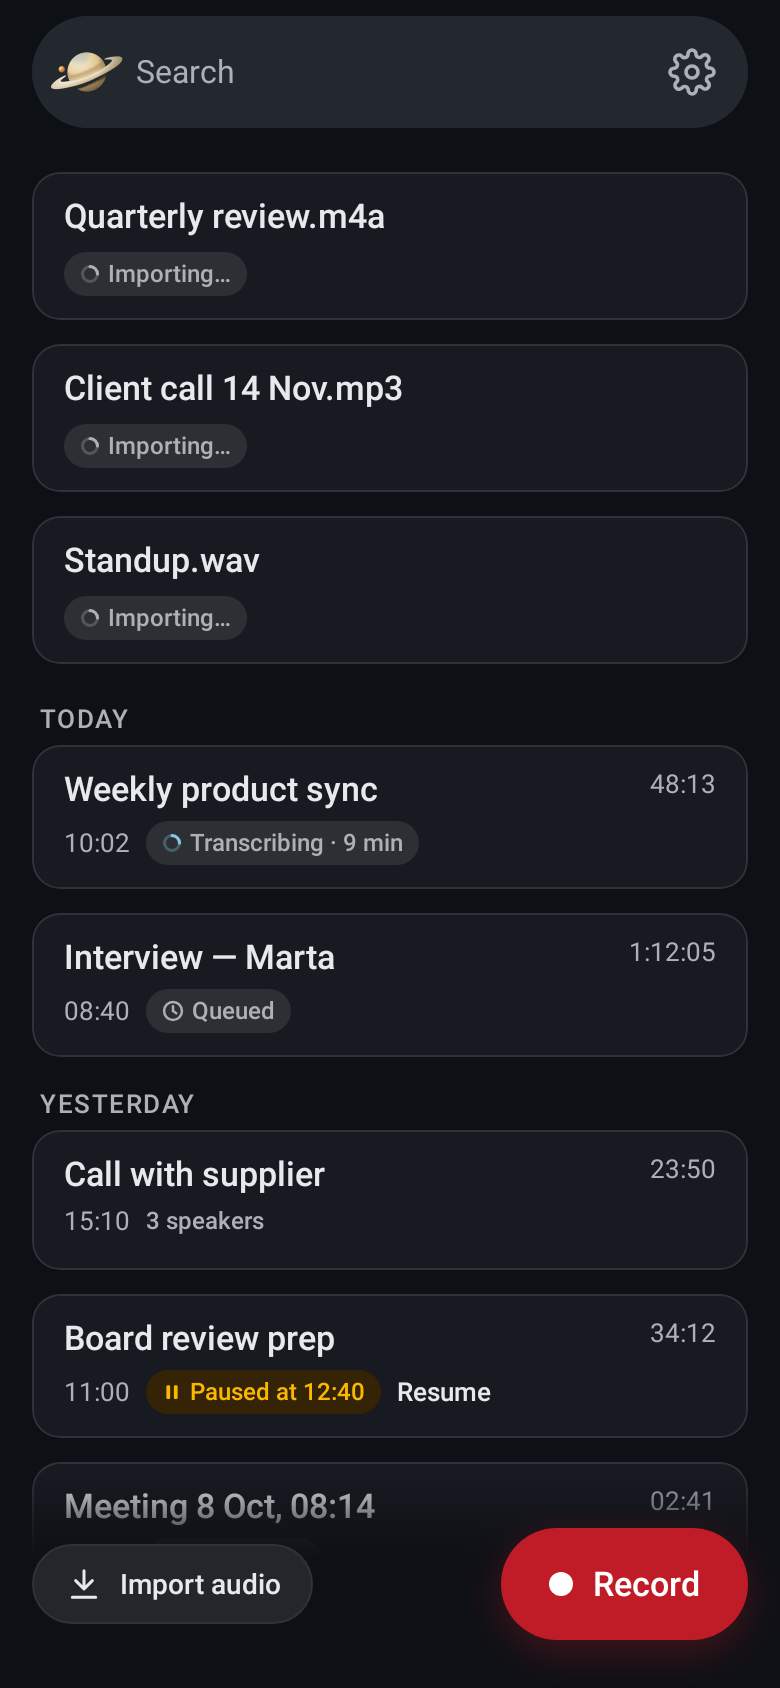 Search
Quarterly review.m4a
Importing…
Client call 14 Nov.mp3
Importing…
Standup.wav
Importing…
TODAY
Weekly product sync 48:13
10:02 Transcribing · 9 min
Interview — Marta 1:12:05
08:40 Queued
YESTERDAY
Call with supplier 23:50
15:10 3 speakers
Board review prep 34:12
11:00 Paused at 12:40 Resume
Meeting 8 Oct, 08:14 02:41
Import audio Record